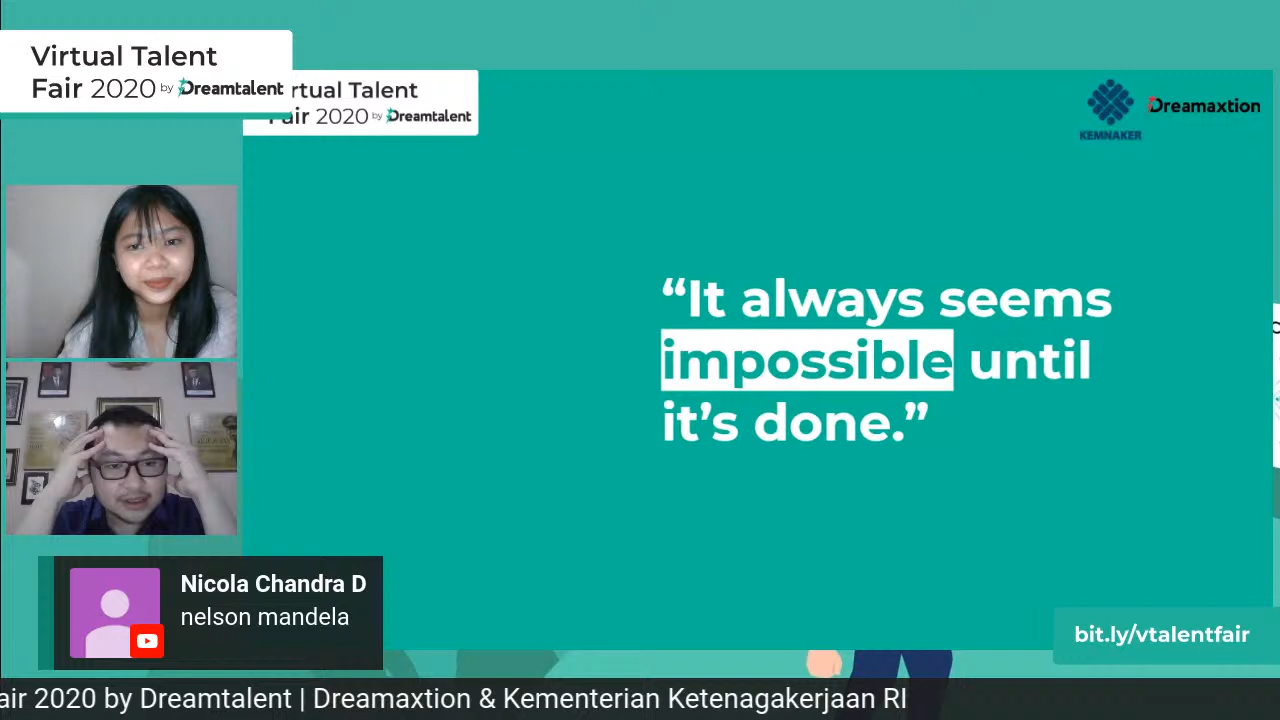 Virtual Talent
Fair 2020 by Dreamtalent
rtual Talent
Fair 2020 by Dreamtalent
KEMNAKER
Dreamaxtion
“It always seems
impossible until
it’s done.”
Nicola Chandra D
nelson mandela
bit.ly/vtalentfair
air 2020 by Dreamtalent | Dreamaxtion & Kementerian Ketenagakerjaan RI